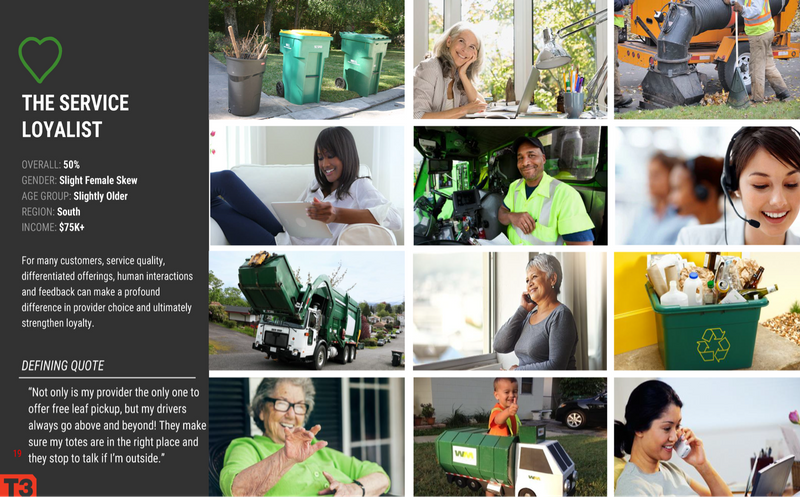 THE SERVICE
LOYALIST
OVERALL: 50%
GENDER: Slight Female Skew
AGE GROUP: Slightly Older
REGION: South
INCOME: $75K+
For many customers, service quality,
differentiated offerings, human interactions
and feedback can make a profound
difference in provider choice and ultimately
strengthen loyalty.
DEFINING QUOTE
“Not only is my provider the only one to
offer free leaf pickup, but my drivers
always go above and beyond! They make
sure my totes are in the right place and
they stop to talk if I’m outside.”
T3
WM
WM